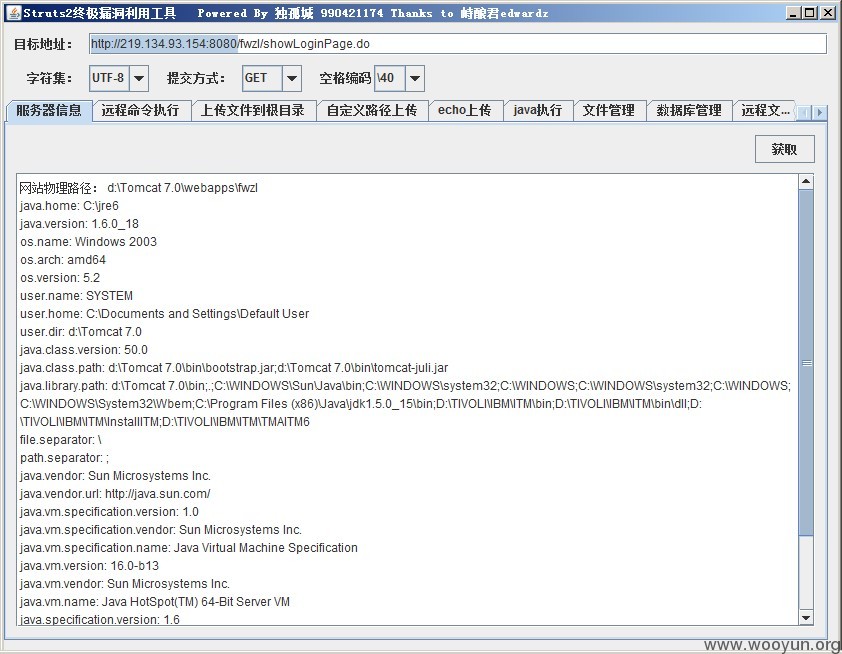 Struts2终极漏洞利用工具 Powered By 独孤城 990421174 Thanks to 峙酿君edwardz
目标地址： http://219.134.93.154:8080/fwzl/showLoginPage.do
字符集： UTF-8 提交方式： GET 空格编码 \40
服务器信息 远程命令执行 上传文件到根目录 自定义路径上传 echo上传 java执行 文件管理 数据库管理 远程文...
获取
网站物理路径： d:\Tomcat 7.0\webapps\fwzl
java.home: C:\jre6
java.version: 1.6.0_18
os.name: Windows 2003
os.arch: amd64
os.version: 5.2
user.name: SYSTEM
user.home: C:\Documents and Settings\Default User
user.dir: d:\Tomcat 7.0
java.class.version: 50.0
java.class.path: d:\Tomcat 7.0\bin\bootstrap.jar;d:\Tomcat 7.0\bin\tomcat-juli.jar
java.library.path: d:\Tomcat 7.0\bin;.;C:\WINDOWS\Sun\Java\bin;C:\WINDOWS\system32;C:\WINDOWS;C:\WINDOWS\system32;C:\WINDOWS;
C:\WINDOWS\System32\Wbem;C:\Program Files (x86)\Java\jdk1.5.0_15\bin;D:\TIVOLI\IBM\ITM\bin;D:\TIVOLI\IBM\ITM\bin\dll;D:
\TIVOLI\IBM\ITM\InstallITM;D:\TIVOLI\IBM\ITM\TMAITM6
file.separator: \
path.separator: ;
java.vendor: Sun Microsystems Inc.
java.vendor.url: http://java.sun.com/
java.vm.specification.version: 1.0
java.vm.specification.vendor: Sun Microsystems Inc.
java.vm.specification.name: Java Virtual Machine Specification
java.vm.version: 16.0-b13
java.vm.vendor: Sun Microsystems Inc.
java.vm.name: Java HotSpot(TM) 64-Bit Server VM
java.specification.version: 1.6
www.wooyun.org